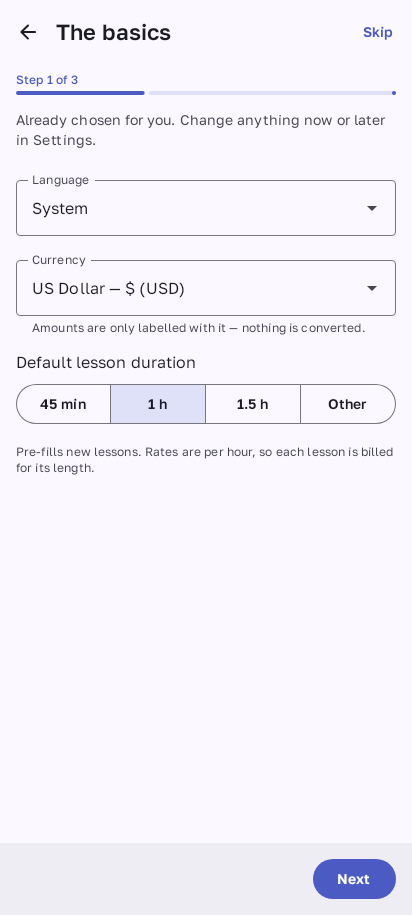 The basics
Skip
Step 1 of 3
Already chosen for you. Change anything now or later
in Settings.
Language
System
Currency
US Dollar — $ (USD)
Amounts are only labelled with it — nothing is converted.
Default lesson duration
45 min
1 h
1.5 h
Other
Pre-fills new lessons. Rates are per hour, so each lesson is billed
for its length.
Next